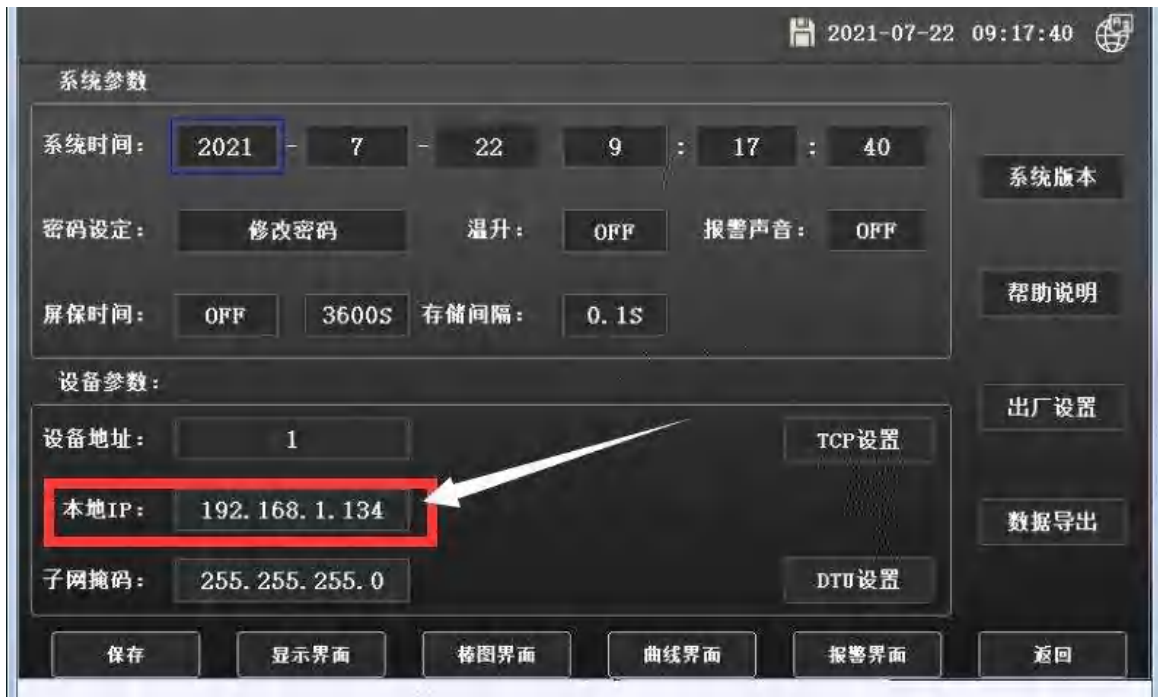 2021-07-22 09:17:40
系统参数
系统时间： 2021 - 7 - 22 9 : 17 : 40
系统版本
密码设定： 修改密码 温升： OFF 报警声音： OFF
帮助说明
屏保时间： OFF 3600S 存储间隔： 0.1S
设备参数：
出厂设置
设备地址： 1 TCP设置
本地IP： 192.168.1.134
数据导出
子网掩码： 255.255.255.0 DTU设置
保存 显示界面 棒图界面 曲线界面 报警界面 返回